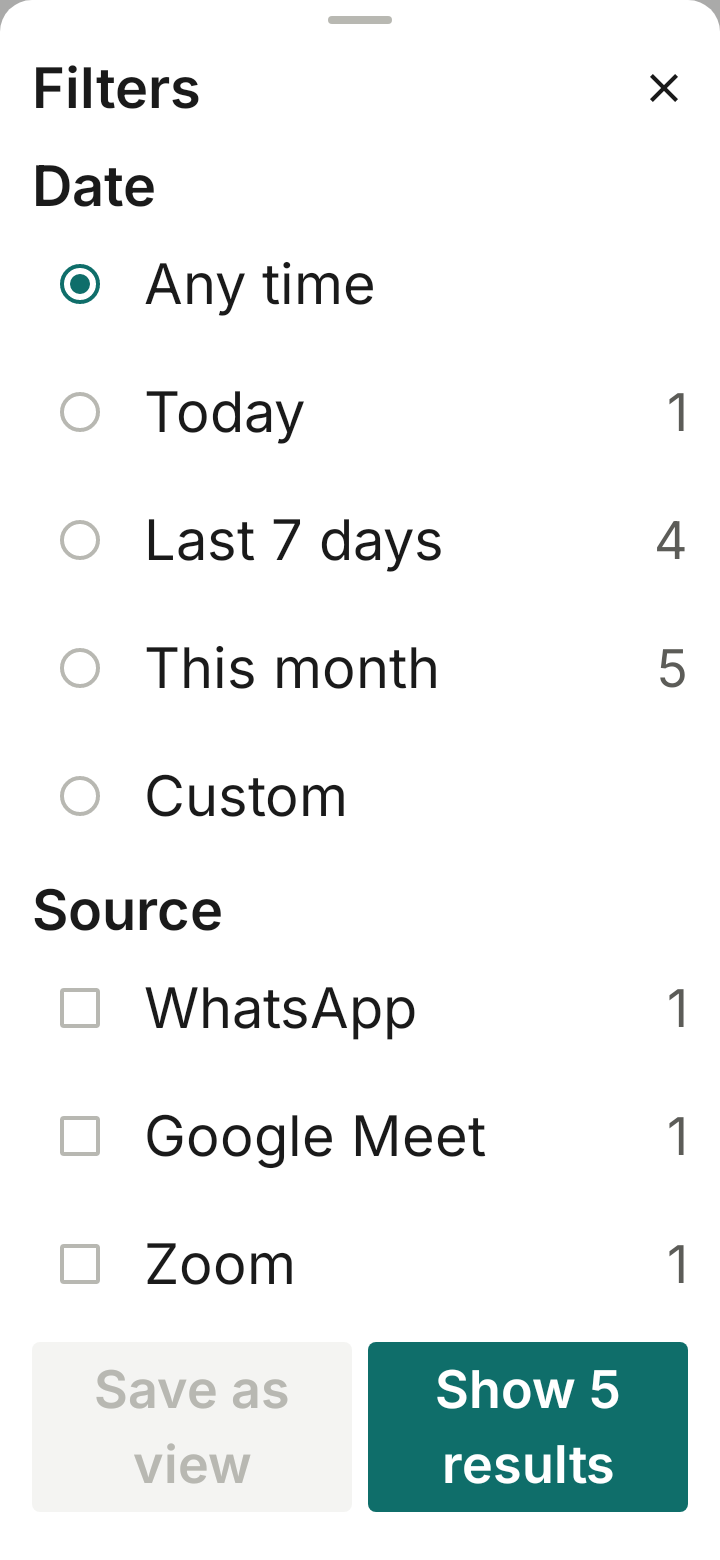 Filters
Date
Any time
Today 1
Last 7 days 4
This month 5
Custom
Source
WhatsApp 1
Google Meet 1
Zoom 1
Save as
view
Show 5
results